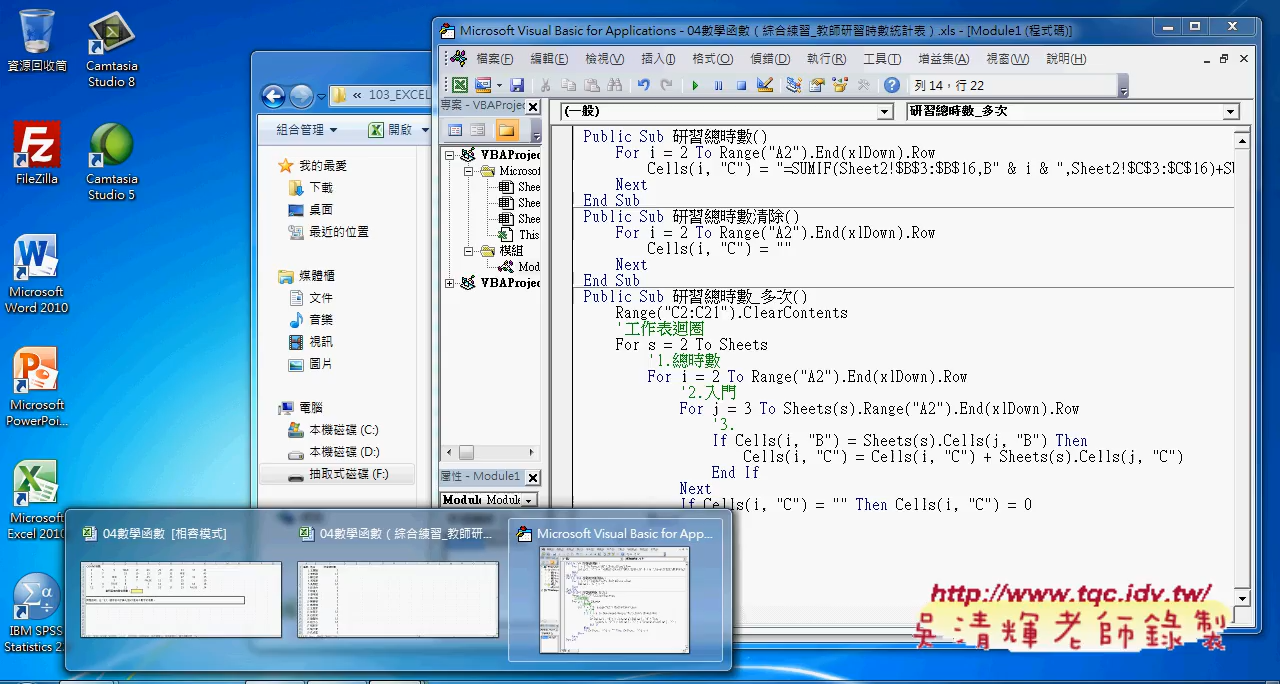 資源回收筒
Camtasia
Studio 8
FileZilla
Camtasia
Studio 5
Microsoft
Word 2010
Microsoft
PowerPoi...
Microsoft
Excel 2010
IBM SPSS
Statistics 2
« 103_EXCEL
組合管理
開啟
我的最愛
下載
桌面
最近的位置
媒體櫃
文件
音樂
視訊
圖片
電腦
本機磁碟 (C:)
本機磁碟 (D:)
抽取式磁碟 (F:)
Microsoft Visual Basic for Applications - 04數學函數（綜合練習_教師研習時數統計表）.xls - [Module1 (程式碼)]
檔案(F) 編輯(E) 檢視(V) 插入(I) 格式(O) 偵錯(D) 執行(R) 工具(T) 增益集(A) 視窗(W) 說明(H)
列 14，行 22
專案 - VBAProjec
VBAProjec
Microsof
Shee
Shee
Shee
This
模組
Mod
VBAProjec
屬性 - Module1
Modul Module
(一般)
研習總時數_多次
Public Sub 研習總時數()
For i = 2 To Range("A2").End(xlDown).Row
Cells(i, "C") = "=SUMIF(Sheet2!$B$3:$B$16,B" & i & ",Sheet2!$C$3:$C$16)+SU
Next
End Sub
Public Sub 研習總時數清除()
For i = 2 To Range("A2").End(xlDown).Row
Cells(i, "C") = ""
Next
End Sub
Public Sub 研習總時數_多次()
Range("C2:C21").ClearContents
'工作表迴圈
For s = 2 To Sheets
'1.總時數
For i = 2 To Range("A2").End(xlDown).Row
'2.入門
For j = 3 To Sheets(s).Range("A2").End(xlDown).Row
'3.
If Cells(i, "B") = Sheets(s).Cells(j, "B") Then
Cells(i, "C") = Cells(i, "C") + Sheets(s).Cells(j, "C")
End If
Next
If Cells(i, "C") = "" Then Cells(i, "C") = 0
04數學函數 [相容模式]
04數學函數（綜合練習_教師研...
Microsoft Visual Basic for App...
http://www.tqc.idv.tw/
吳清輝老師錄製